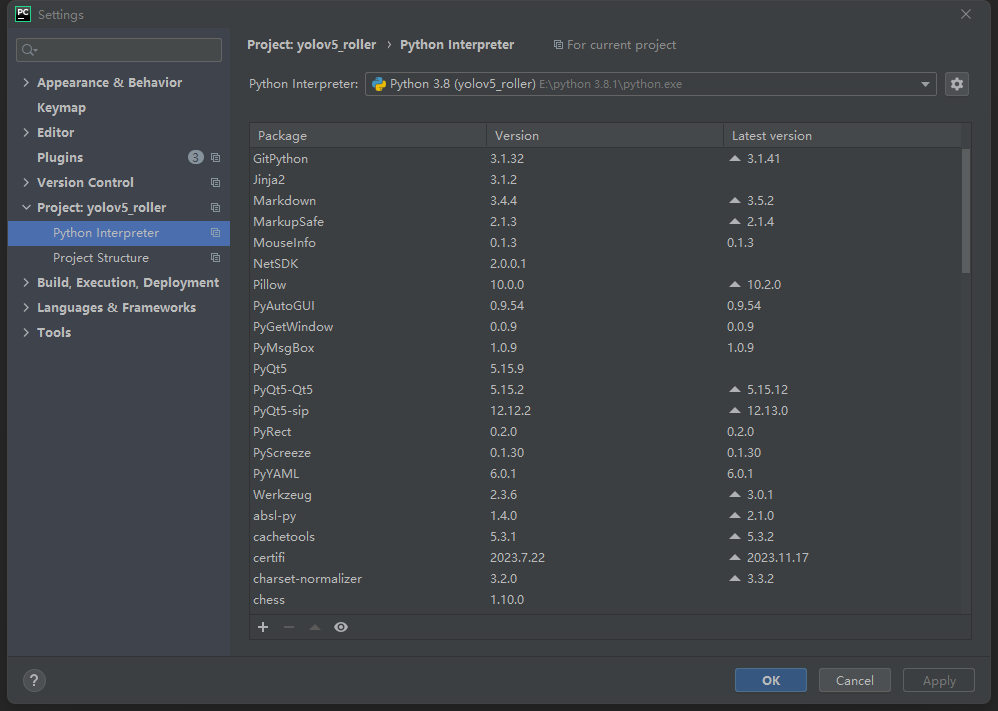 PC Settings
Project: yolov5_roller › Python Interpreter For current project
Appearance & Behavior
Keymap
Editor
Plugins 3
Version Control
Project: yolov5_roller
Python Interpreter
Project Structure
Build, Execution, Deployment
Languages & Frameworks
Tools
Python Interpreter: Python 3.8 (yolov5_roller) E:\python 3.8.1\python.exe
Package Version Latest version
GitPython 3.1.32 3.1.41
Jinja2 3.1.2
Markdown 3.4.4 3.5.2
MarkupSafe 2.1.3 2.1.4
MouseInfo 0.1.3 0.1.3
NetSDK 2.0.0.1
Pillow 10.0.0 10.2.0
PyAutoGUI 0.9.54 0.9.54
PyGetWindow 0.0.9 0.0.9
PyMsgBox 1.0.9 1.0.9
PyQt5 5.15.9
PyQt5-Qt5 5.15.2 5.15.12
PyQt5-sip 12.12.2 12.13.0
PyRect 0.2.0 0.2.0
PyScreeze 0.1.30 0.1.30
PyYAML 6.0.1 6.0.1
Werkzeug 2.3.6 3.0.1
absl-py 1.4.0 2.1.0
cachetools 5.3.1 5.3.2
certifi 2023.7.22 2023.11.17
charset-normalizer 3.2.0 3.3.2
chess 1.10.0
? OK Cancel Apply